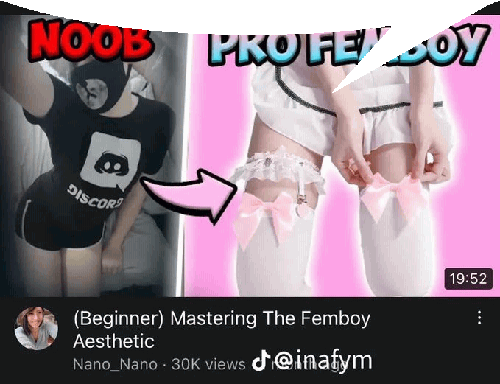 NOOB
PRO FEMBOY
DISCORD
19:52
(Beginner) Mastering The Femboy
Aesthetic
Nano_Nano · 30K views
@inafym